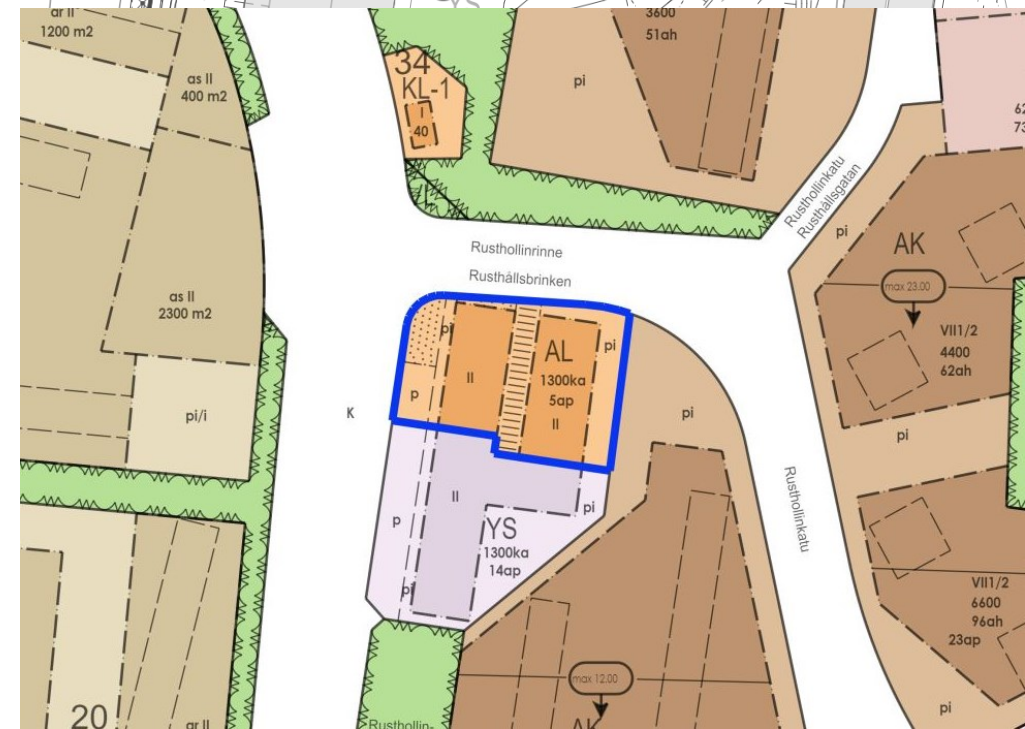 ar II
1200 m2
as II
400 m2
34
KL-1
I
40
3600
51ah
pi
Rusthollinkatu
Rusthållsgatan
pi
AK
max 23.00
VII1/2
4400
62ah
pi
Rusthollinrinne
Rusthållsbrinken
as II
2300 m2
pi/i
K
pi
II
p
AL
1300ka
5ap
II
pi
pi
Rusthollinkatu
II
p
pi
YS
1300ka
14ap
pi
VII1/2
6600
96ah
23ap
pi
max 12.00
AK
20
ar II
Rusthollin-